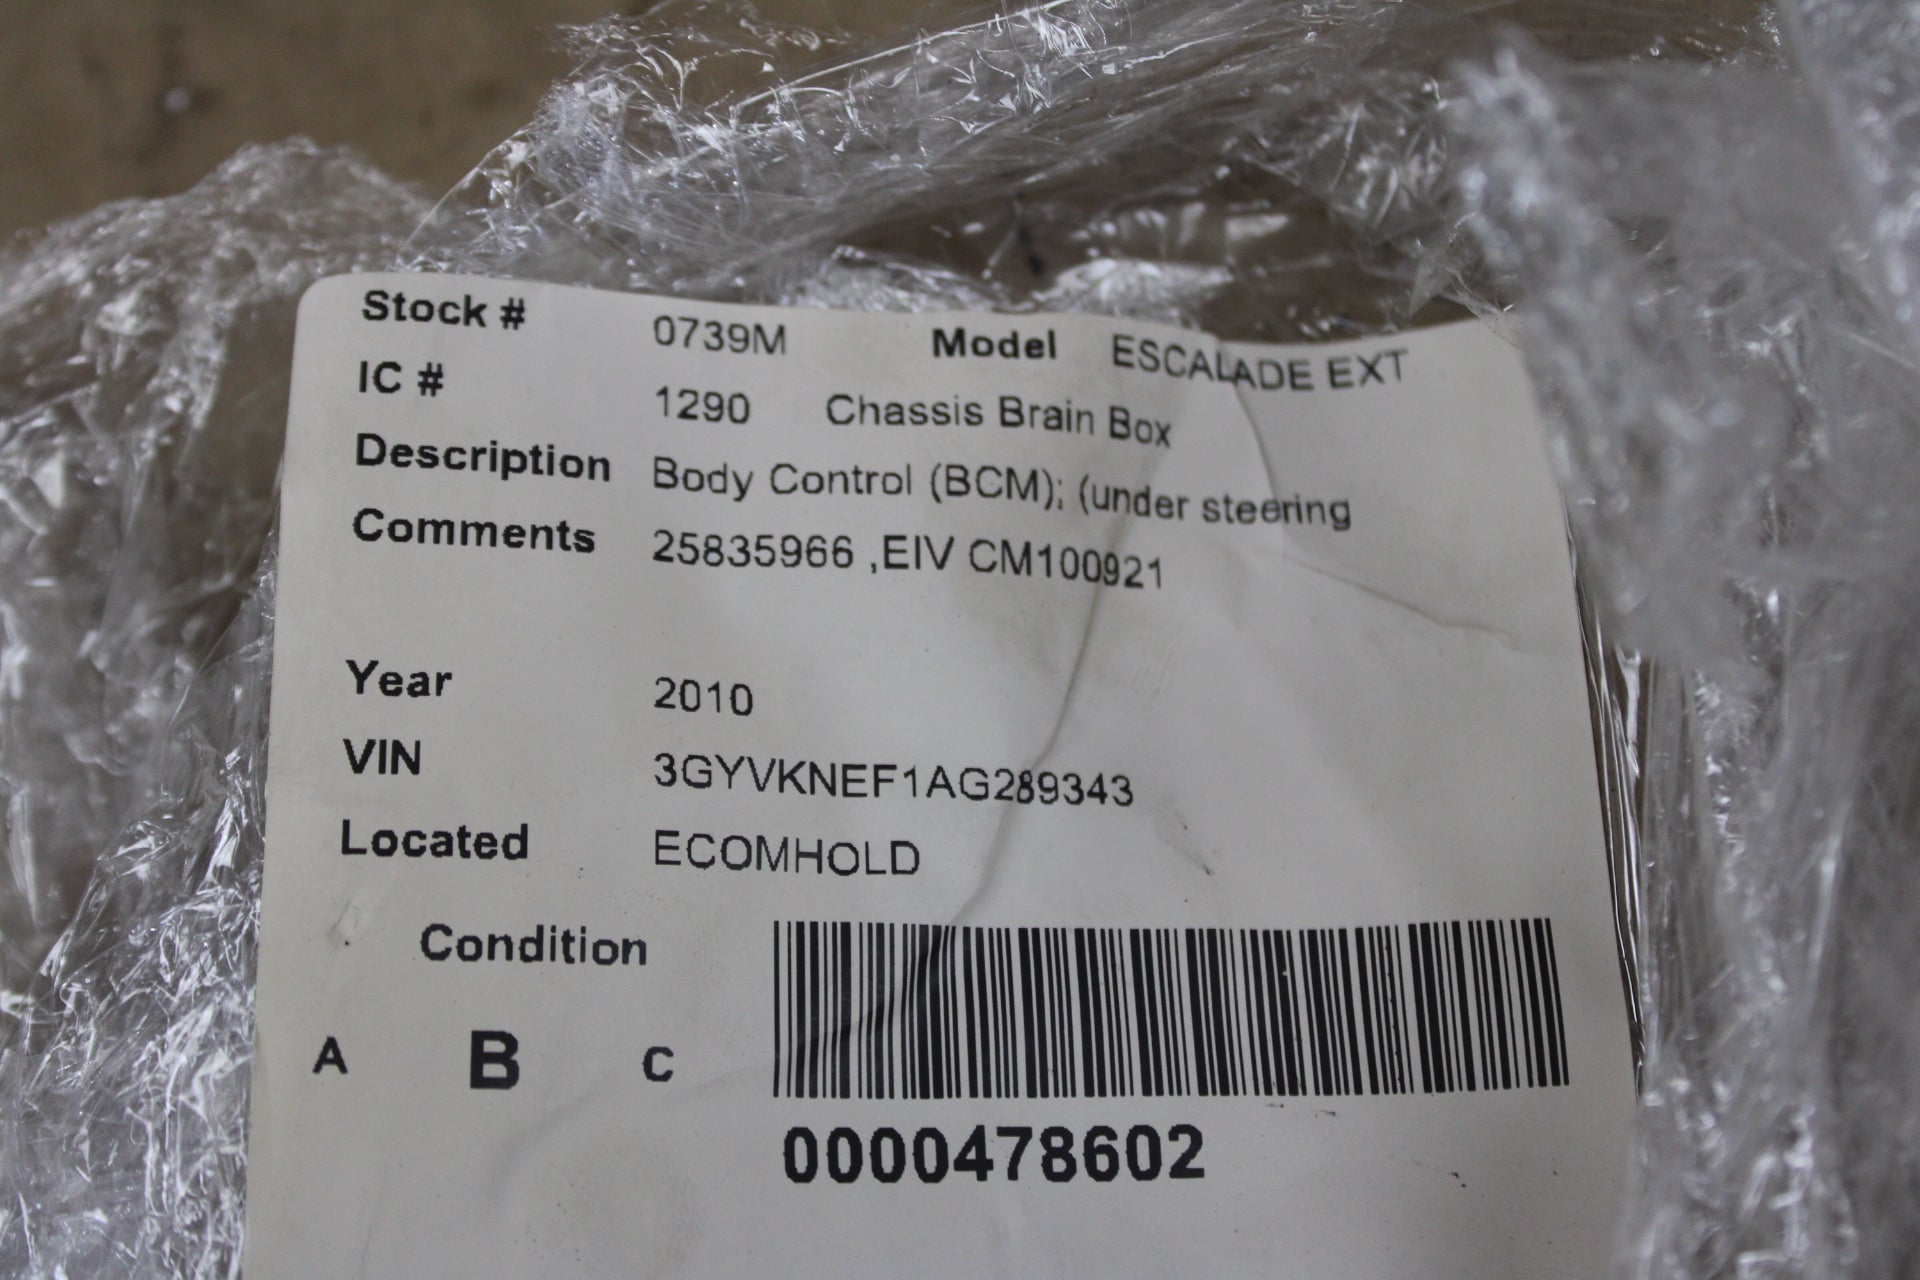 Stock # 0739M Model ESCALADE EXT
IC # 1290 Chassis Brain Box
Description Body Control (BCM); (under steering
Comments 25835966 ,EIV CM100921
Year 2010
VIN 3GYVKNEF1AG289343
Located ECOMHOLD
Condition
A B C
0000478602